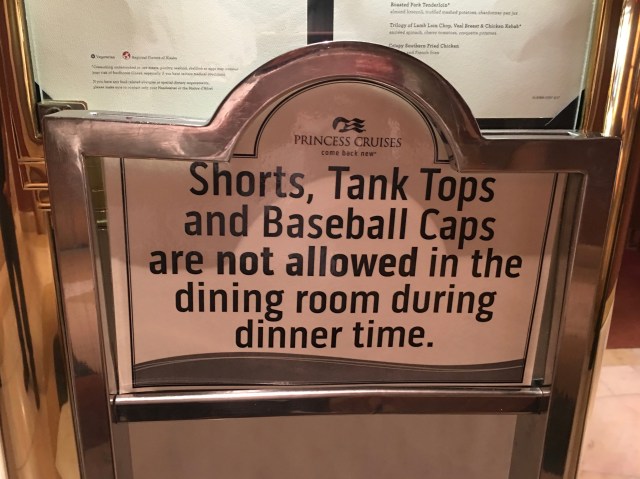 Roasted Pork Tenderloin*
Trilogy of Lamb Loin Chop, Veal Breast & Chicken Kebab*
Crispy Southern Fried Chicken
PRINCESS CRUISES
come back new
Shorts, Tank Tops
and Baseball Caps
are not allowed in the
dining room during
dinner time.